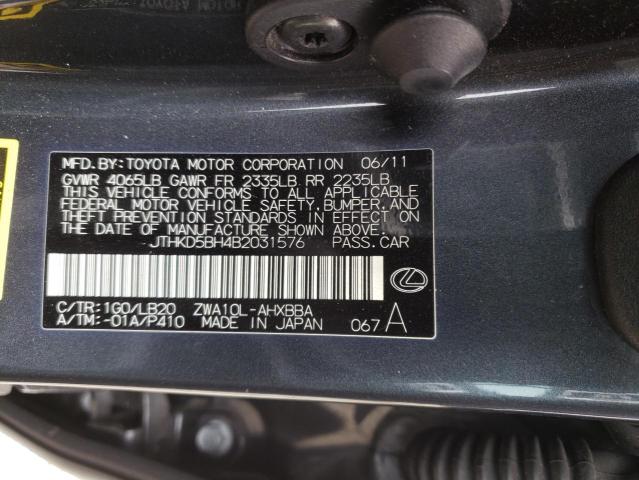 MFD. BY: TOYOTA MOTOR CORPORATION 06/11
GVWR 4065LB GAWR FR 2335LB RR 2235LB
THIS VEHICLE CONFORMS TO ALL APPLICABLE
FEDERAL MOTOR VEHICLE SAFETY, BUMPER, AND
THEFT PREVENTION STANDARDS IN EFFECT ON
THE DATE OF MANUFACTURE SHOWN ABOVE.
JTHKD5BH4B2031576 PASS. CAR
C/TR: 1G0/LB20 ZWA10L-AHXBBA
A/TM: -01A/P410 MADE IN JAPAN 067 A